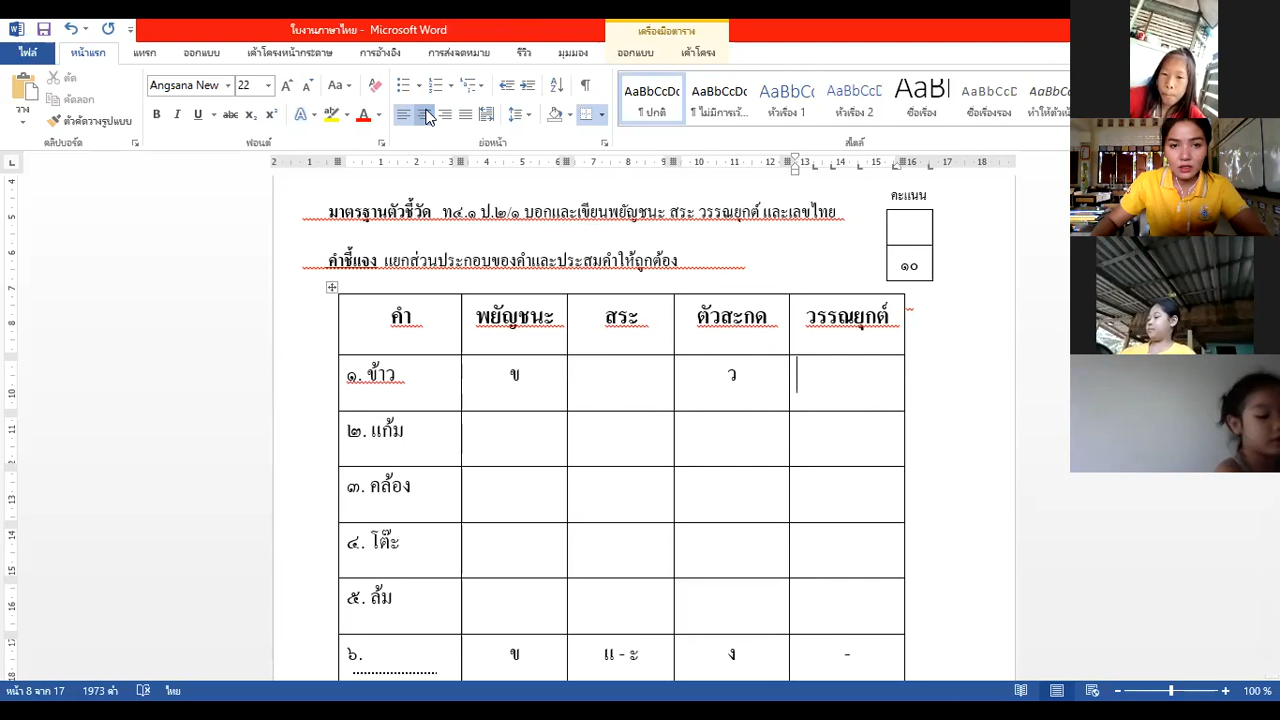 ใบงานภาษาไทย - Microsoft Word
เครื่องมือตาราง
ไฟล์ หน้าแรก แทรก ออกแบบ เค้าโครงหน้ากระดาษ การอ้างอิง การส่งจดหมาย รีวิว มุมมอง ออกแบบ เค้าโครง
วาง
ตัด
คัดลอก
ตัวคัดวางรูปแบบ
Angsana New 22
AaBbCcDc AaBbCcDc AaBbC AaBbCcI AaBl AaBbCcI AaBbC
ปกติ ไม่มีการเว้... หัวเรื่อง 1 หัวเรื่อง 2 ชื่อเรื่อง ชื่อเรื่องรอง ทำให้ตัว
คลิปบอร์ด ย่อหน้า สไตล์
คะแนน
มาตรฐานตัวชี้วัด ท๔.๑ ป.๒/๑ บอกและเขียนพยัญชนะ สระ วรรณยุกต์ และเลขไทย
คำชี้แจง แยกส่วนประกอบของคำและประสมคำให้ถูกต้อง
๑๐
คำ พยัญชนะ สระ ตัวสะกด วรรณยุกต์
๑. ข้าว ข ว
๒. แก้ม
๓. คล้อง
๔. โต๊ะ
๕. ล้ม
๖. .................... ข แ - ะ ง -
หน้า 8 จาก 17 1973 คำ ไทย 100 %